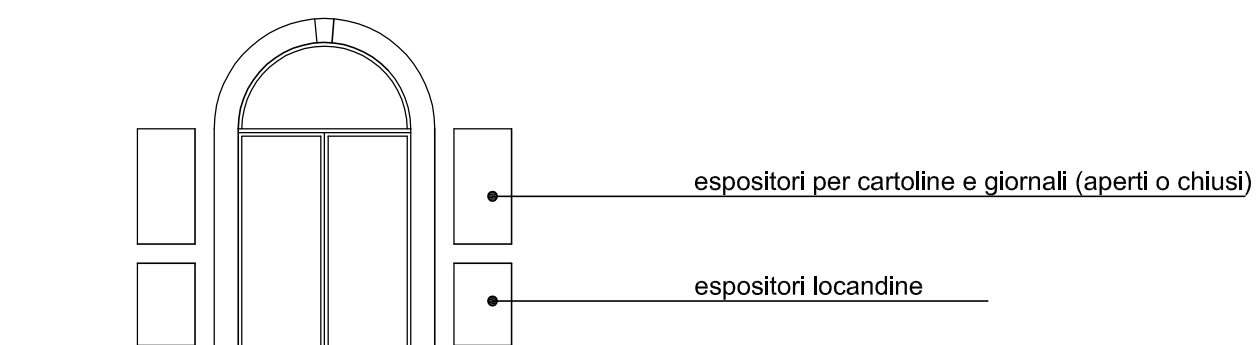 espositori per cartoline e giornali (aperti o chiusi)
espositori locandine